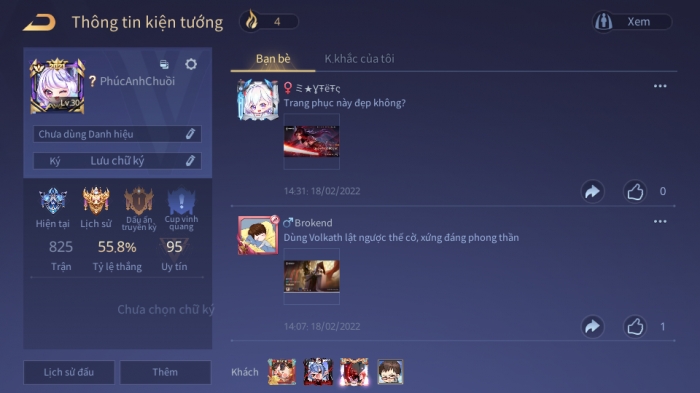 Thông tin kiện tướng
4
Xem
Bạn bè
K.khắc của tôi
? PhúcAnhChuồi
Lv.30
Chưa dùng Danh hiệu
Ký Lưu chữ ký
Hiện tại
Lịch sử
Dấu ấn truyền kỳ
Cup vinh quang
825
55.8%
95
Trận
Tỷ lệ thắng
Uy tín
Chưa chọn chữ ký
Lịch sử đấu
Thêm
♀ミ★ƔŦëŦς
Trang phục này đẹp không?
14:31 18/02/2022
0
♂Brokend
Dùng Volkath lật ngược thế cờ, xứng đáng phong thần
14:07 18/02/2022
1
Khách